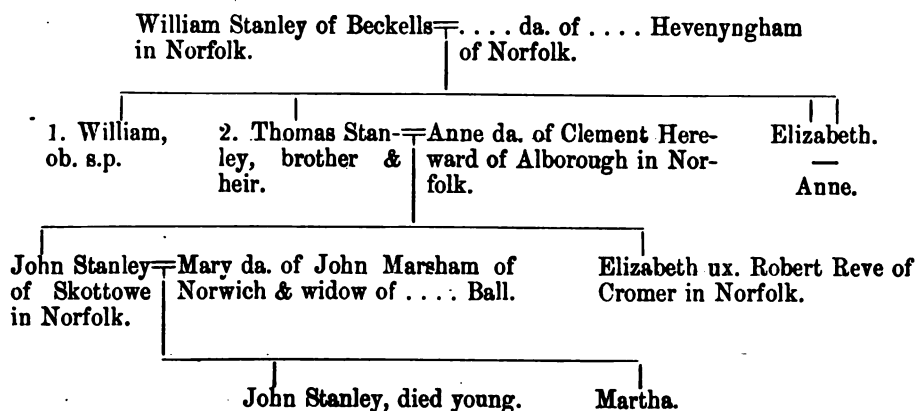 William Stanley of Beckells=. . . . da. of . . . . Hevenyngham
in Norfolk. of Norfolk.
1. William,
ob. s.p.
2. Thomas Stan-
ley, brother &
heir.
=Anne da. of Clement Here-
ward of Alborough in Nor-
folk.
Elizabeth.
—
Anne.
John Stanley
of Skottowe
in Norfolk.
=Mary da. of John Marsham of
Norwich & widow of . . . . Ball.
Elizabeth ux. Robert Reve of
Cromer in Norfolk.
John Stanley, died young. Martha.